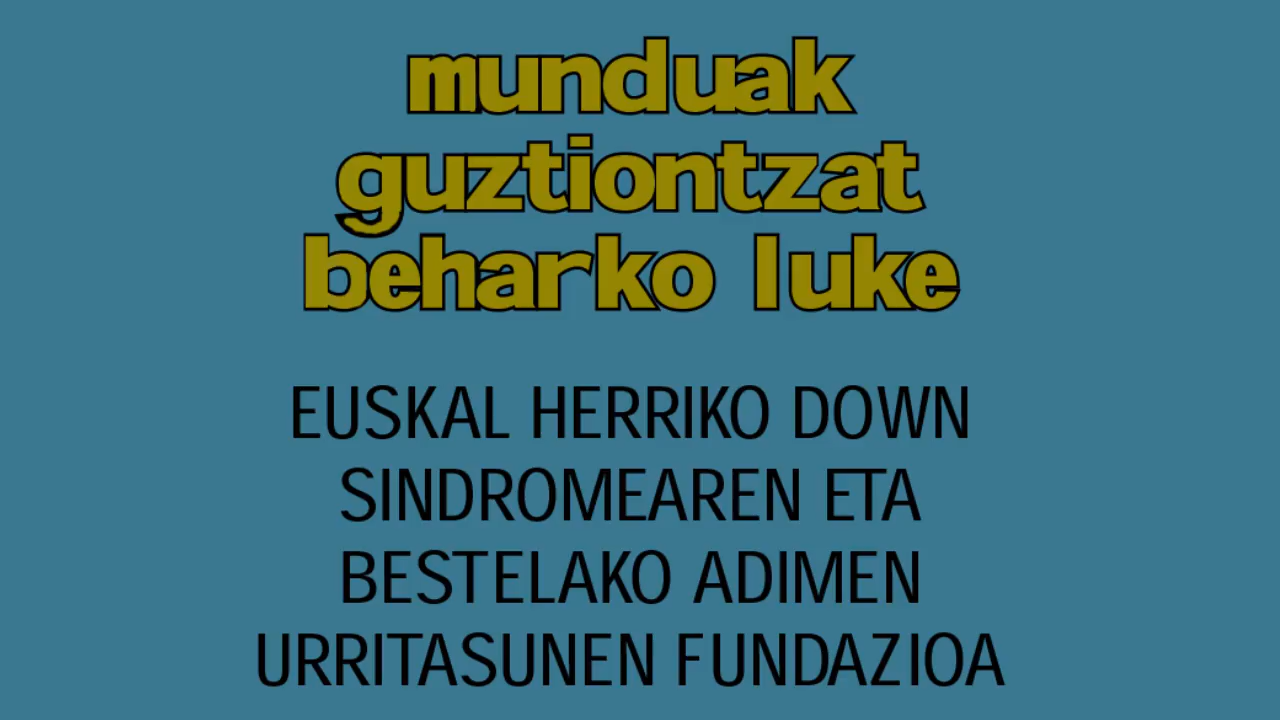 munduak
guztiontzat
beharko luke
EUSKAL HERRIKO DOWN
SINDROMEAREN ETA
BESTELAKO ADIMEN
URRITASUNEN FUNDAZIOA